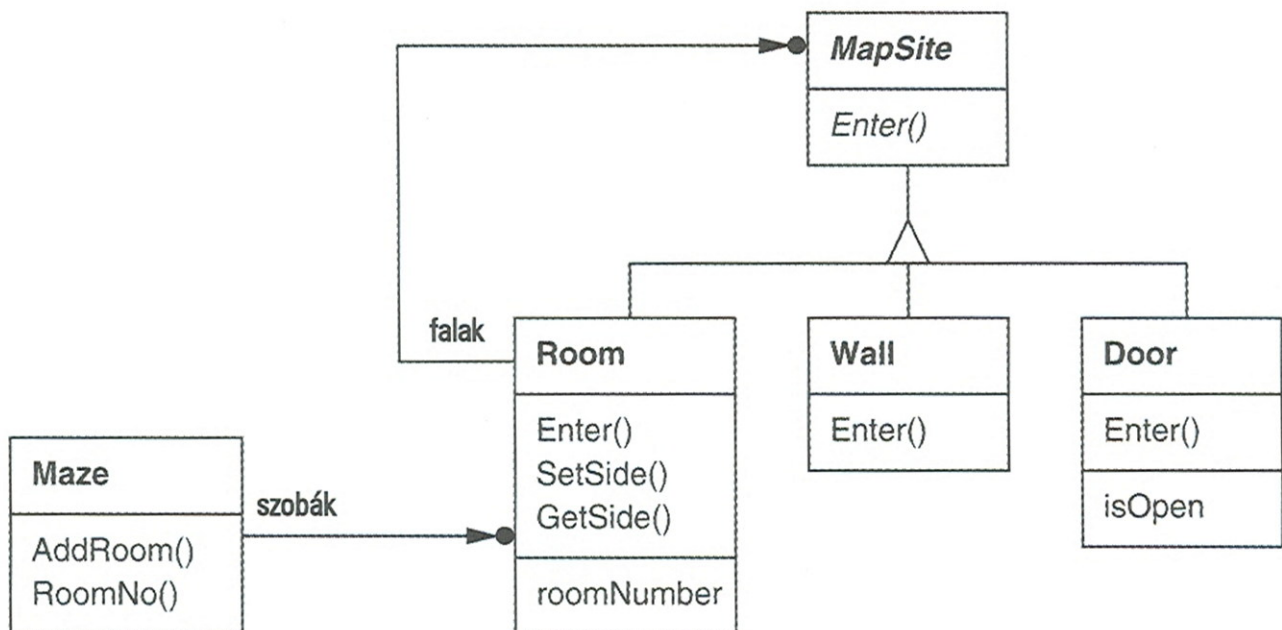 MapSite
Enter()
falak
Room
Enter()
SetSide()
GetSide()
roomNumber
Wall
Enter()
Door
Enter()
isOpen
Maze
AddRoom()
RoomNo()
szobák